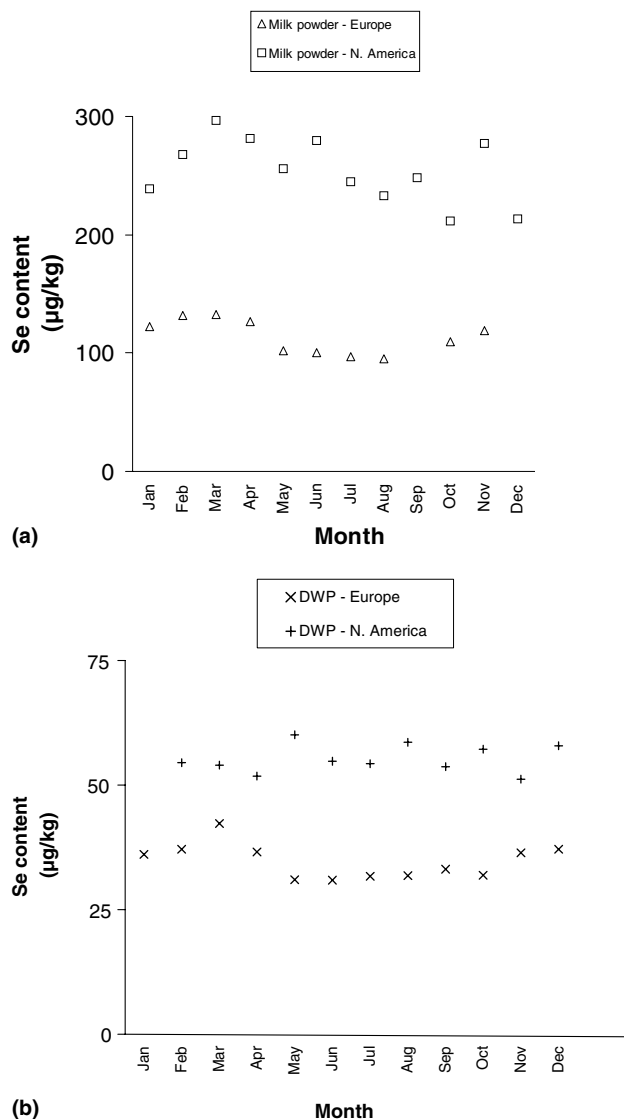 Milk powder - Europe
Milk powder - N. America
300
200
100
0
Se content
(µg/kg)
Jan
Feb
Mar
Apr
May
Jun
Jul
Aug
Sep
Oct
Nov
Dec
(a)
Month
DWP - Europe
DWP - N. America
75
50
25
0
Se content
(µg/kg)
Jan
Feb
Mar
Apr
May
Jun
Jul
Aug
Sep
Oct
Nov
Dec
(b)
Month